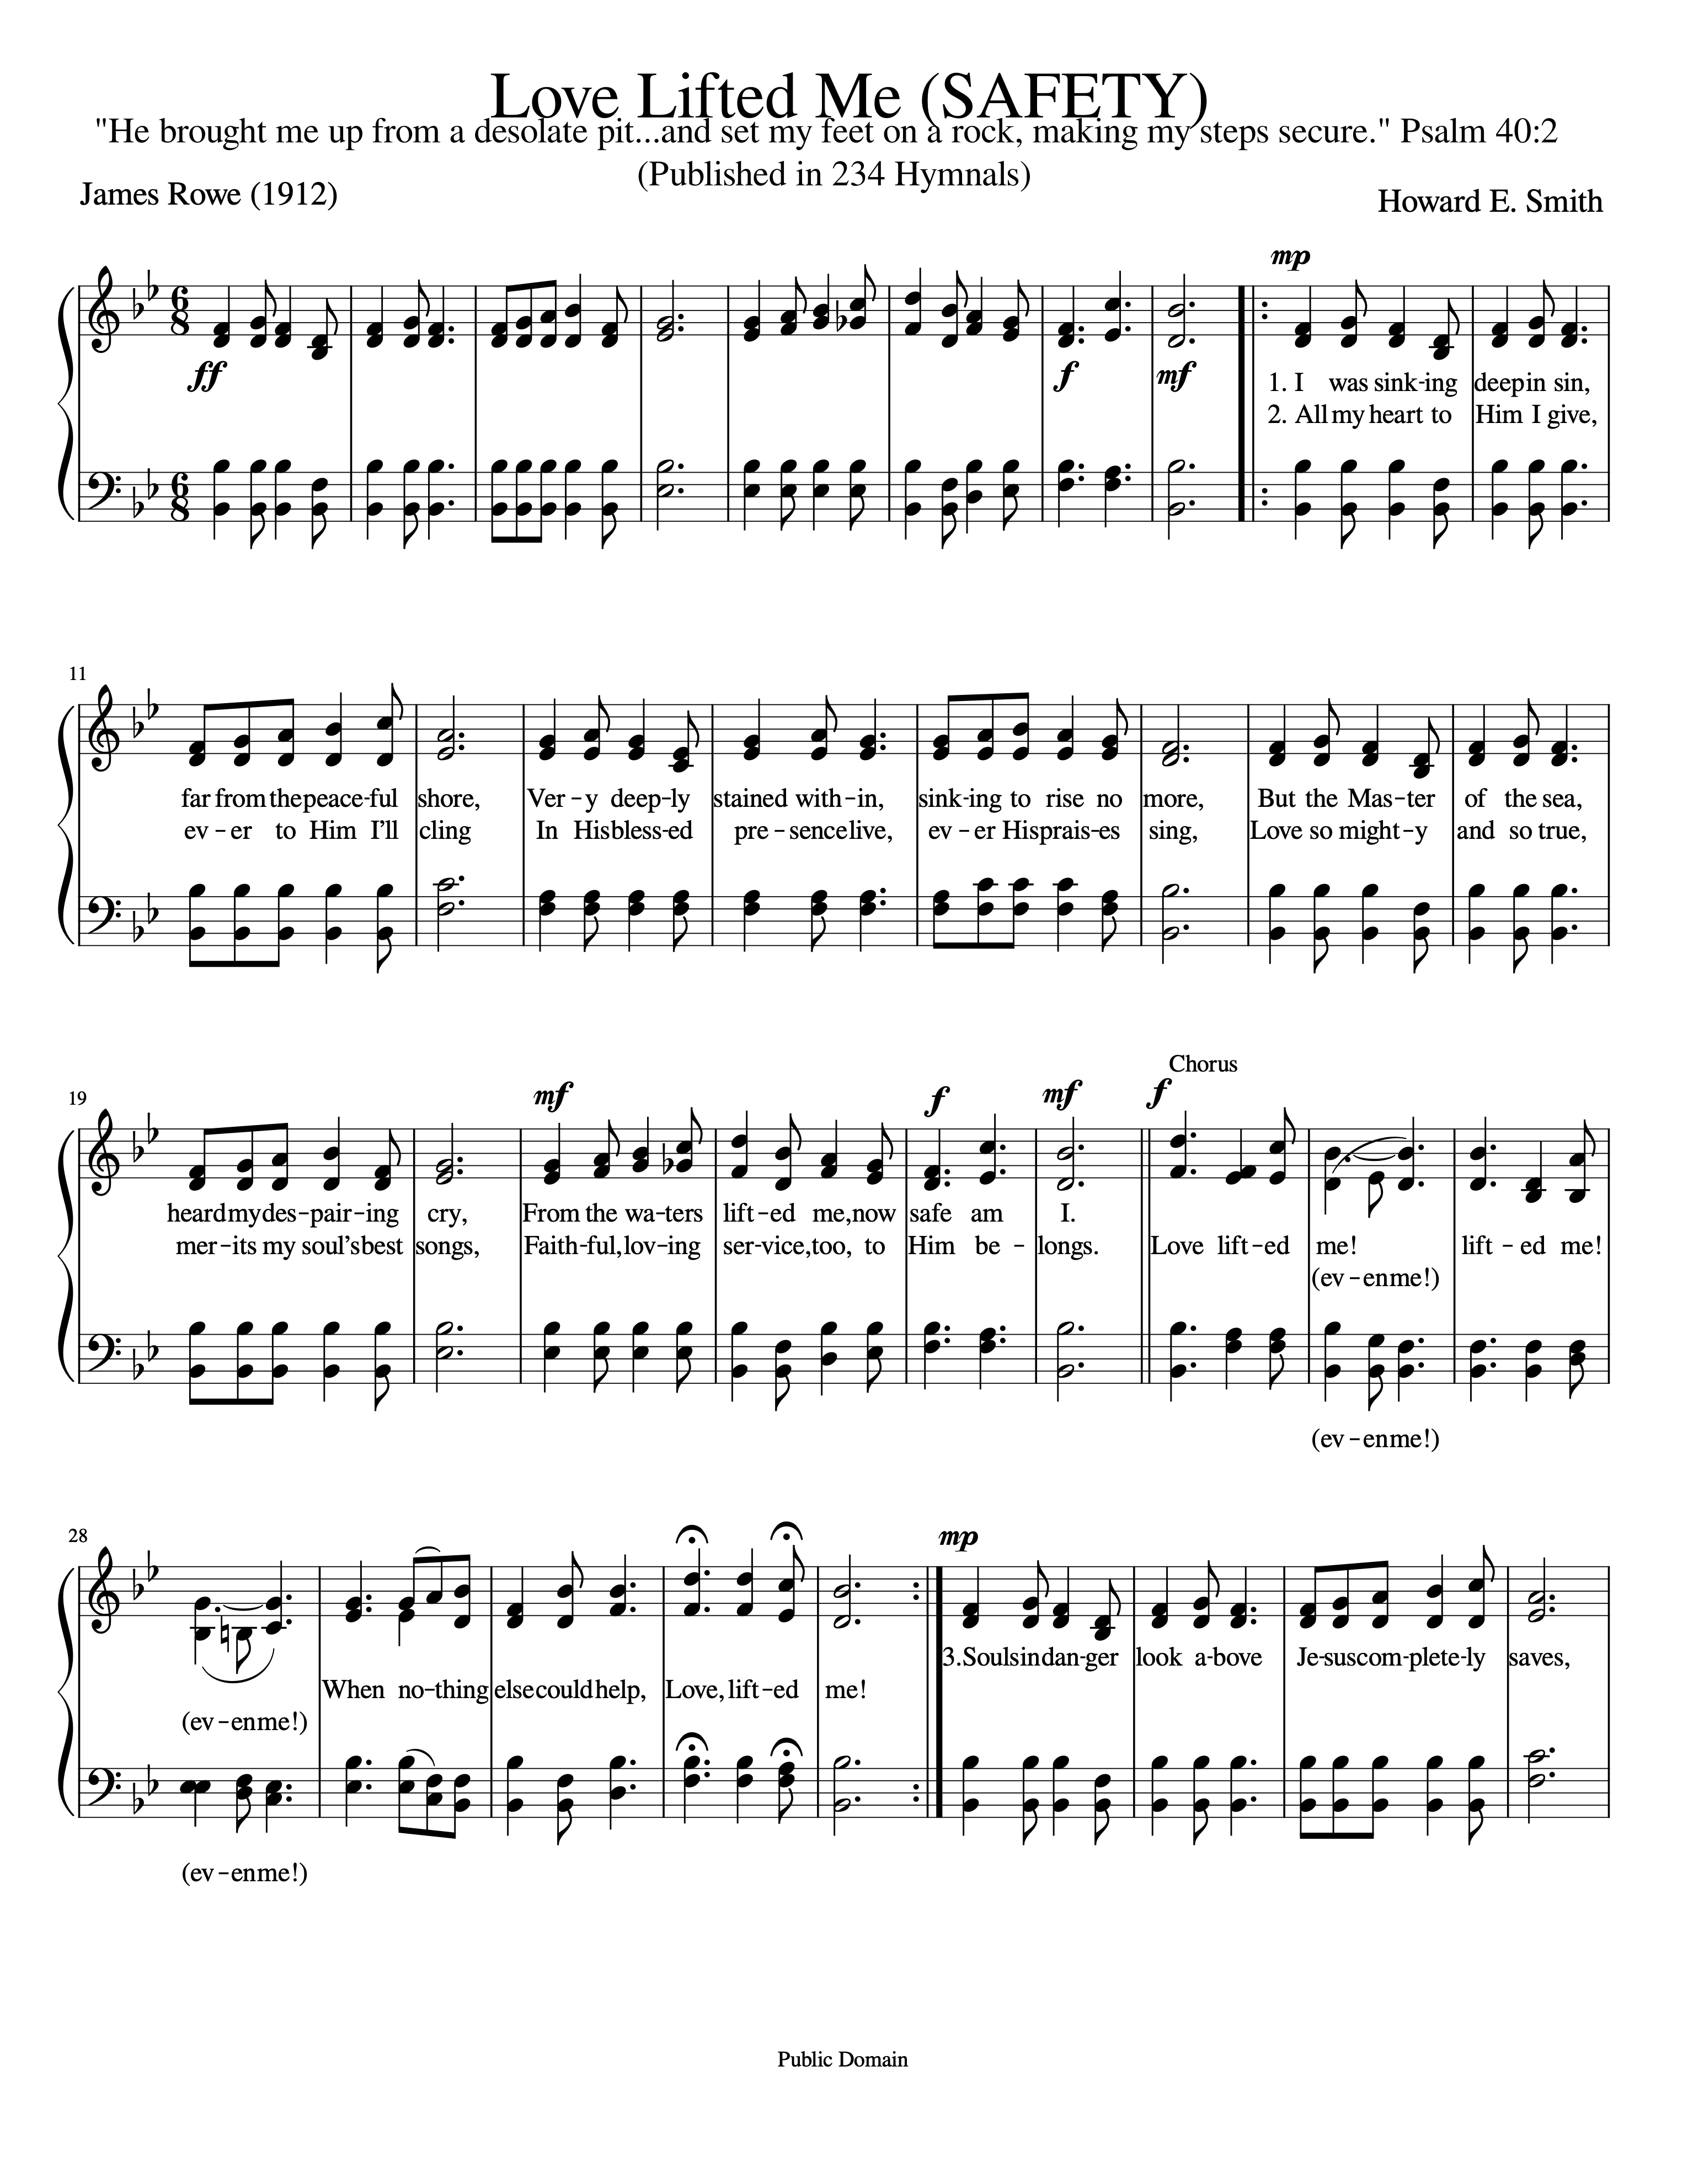 Love Lifted Me (SAFETY)
"He brought me up from a desolate pit...and set my feet on a rock, making my steps secure." Psalm 40:2
(Published in 234 Hymnals)
James Rowe (1912)
Howard E. Smith
mp
6 8
ff f mf
1. I was sink-ing deep in sin,
2. All my heart to Him I give,
6 8
11
far from the peace-ful shore, Ver-y deep-ly stained with-in, sink-ing to rise no more, But the Mas-ter of the sea,
ev-er to Him I’ll cling In His bless-ed pre-sence live, ev-er His prais-es sing, Love so might-y and so true,
Chorus
19
mf f mf f
heard my des-pair-ing cry, From the wa-ters lift-ed me, now safe am I.
mer-its my soul’s best songs, Faith-ful, lov-ing ser-vice, too, to Him be-longs. Love lift-ed me! lift-ed me!
(ev-en me!)
(ev-en me!)
28
mp
3. Souls in dan-ger look a-bove Je-sus com-plete-ly saves,
When no-thing else could help, Love, lift-ed me!
(ev-en me!)
(ev-en me!)
Public Domain